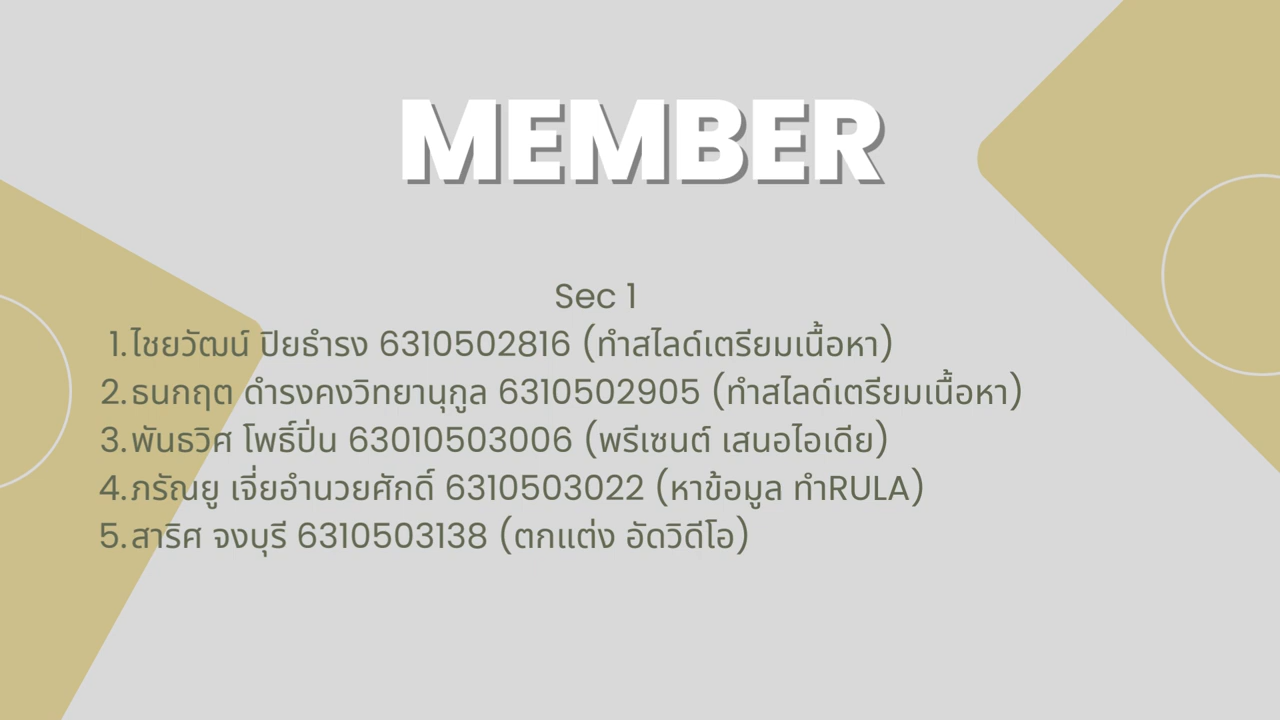 MEMBER
Sec 1
1. ไชยวัฒน์ ปิยธำรง 6310502816 (ทำสไลด์เตรียมเนื้อหา)
2. ธนกฤต ดำรงคงวิทยานุกูล 6310502905 (ทำสไลด์เตรียมเนื้อหา)
3. พันธวิศ โพธิ์ปิ่น 63010503006 (พรีเซนต์ เสนอไอเดีย)
4. ภรัณยู เจี่ยอำนวยศักดิ์ 6310503022 (หาข้อมูล ทำRULA)
5. สาริศ จงบุรี 6310503138 (ตกแต่ง อัดวิดีโอ)